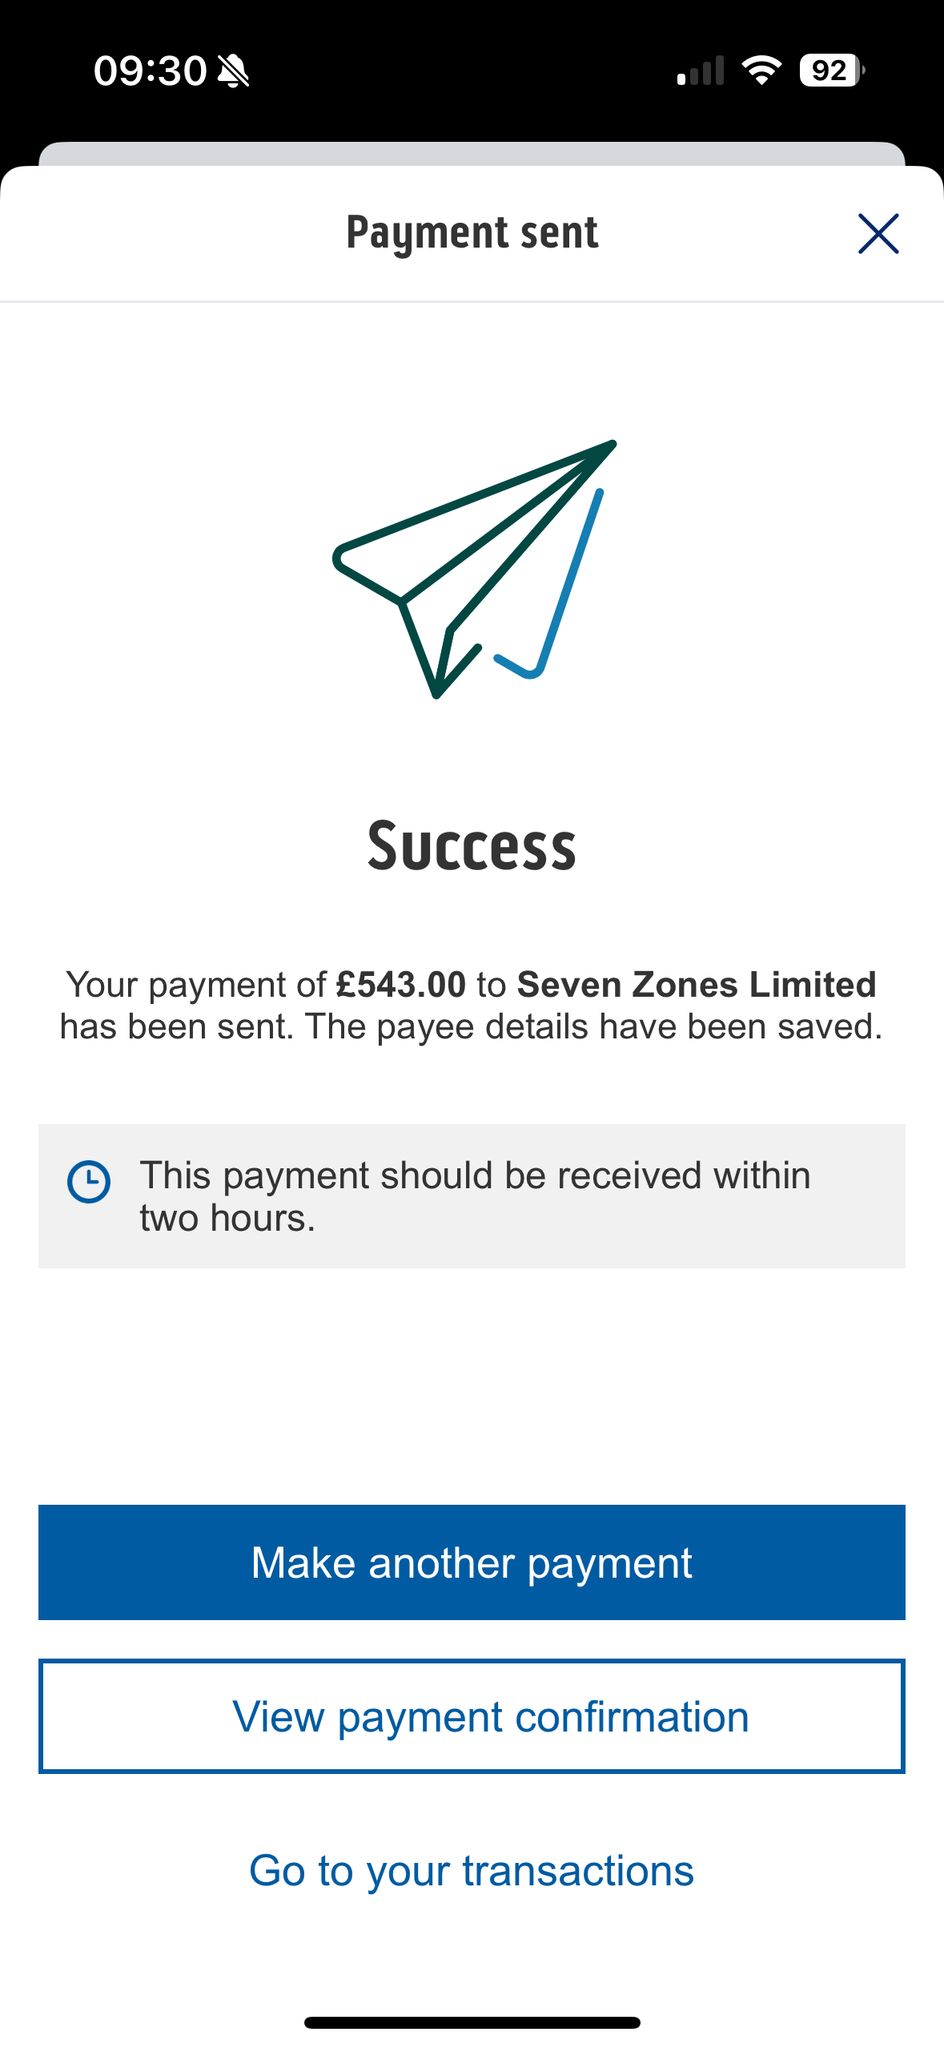 09:30
92
Payment sent
Success
Your payment of £543.00 to Seven Zones Limited
has been sent. The payee details have been saved.
This payment should be received within
two hours.
Make another payment
View payment confirmation
Go to your transactions